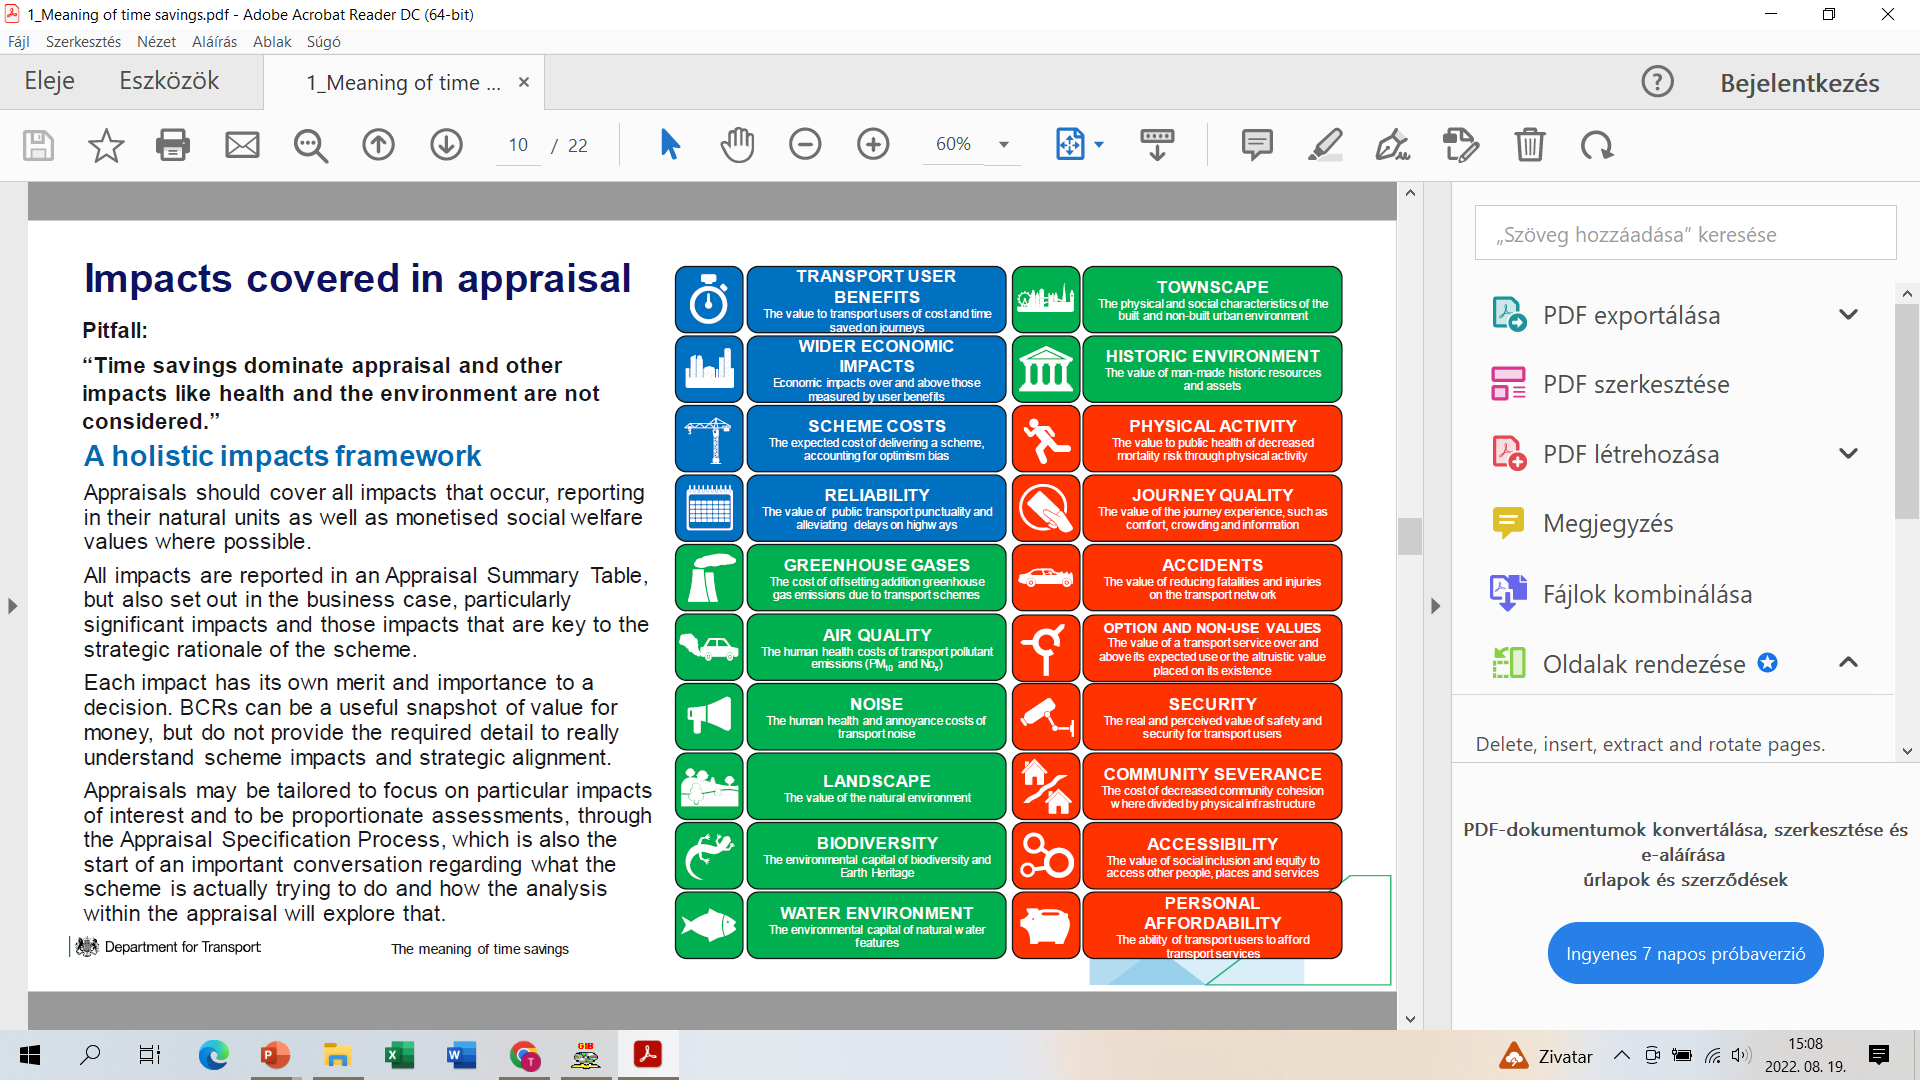 1_Meaning of time savings.pdf - Adobe Acrobat Reader DC (64-bit)
Fájl Szerkesztés Nézet Aláírás Ablak Súgó
Eleje Eszközök 1_Meaning of time ... Bejelentkezés
10 / 22 60%
Impacts covered in appraisal
Pitfall:
“Time savings dominate appraisal and other
impacts like health and the environment are not
considered.”
A holistic impacts framework
Appraisals should cover all impacts that occur, reporting
in their natural units as well as monetised social welfare
values where possible.
All impacts are reported in an Appraisal Summary Table,
but also set out in the business case, particularly
significant impacts and those impacts that are key to the
strategic rationale of the scheme.
Each impact has its own merit and importance to a
decision. BCRs can be a useful snapshot of value for
money, but do not provide the required detail to really
understand scheme impacts and strategic alignment.
Appraisals may be tailored to focus on particular impacts
of interest and to be proportionate assessments, through
the Appraisal Specification Process, which is also the
start of an important conversation regarding what the
scheme is actually trying to do and how the analysis
within the appraisal will explore that.
Department for Transport
The meaning of time savings
TRANSPORT USER
BENEFITS
The value to transport users of cost and time
saved on journeys
WIDER ECONOMIC
IMPACTS
Economic impacts over and above those
measured by user benefits
SCHEME COSTS
The expected cost of delivering a scheme,
accounting for optimism bias
RELIABILITY
The value of public transport punctuality and
alleviating delays on highways
GREENHOUSE GASES
The cost of offsetting addition greenhouse
gas emissions due to transport schemes
AIR QUALITY
The human health costs of transport pollutant
emissions (PM10 and Nox)
NOISE
The human health and annoyance costs of
transport noise
LANDSCAPE
The value of the natural environment
BIODIVERSITY
The environmental capital of biodiversity and
Earth Heritage
WATER ENVIRONMENT
The environmental capital of natural water
features
TOWNSCAPE
The physical and social characteristics of the
built and non-built urban environment
HISTORIC ENVIRONMENT
The value of man-made historic resources
and assets
PHYSICAL ACTIVITY
The value to public health of decreased
mortality risk through physical activity
JOURNEY QUALITY
The value of the journey experience, such as
comfort, crowding and information
ACCIDENTS
The value of reducing fatalities and injuries
on the transport network
OPTION AND NON-USE VALUES
The value of a transport service over and
above its expected use or the altruistic value
placed on its existence
SECURITY
The real and perceived value of safety and
security for transport users
COMMUNITY SEVERANCE
The cost of decreased community cohesion
where divided by physical infrastructure
ACCESSIBILITY
The value of social inclusion and equity to
access other people, places and services
PERSONAL
AFFORDABILITY
The ability of transport users to afford
transport services
„Szöveg hozzáadása” keresése
PDF exportálása
PDF szerkesztése
PDF létrehozása
Megjegyzés
Fájlok kombinálása
Oldalak rendezése
Delete, insert, extract and rotate pages.
PDF-dokumentumok konvertálása, szerkesztése és
e-aláírása
űrlapok és szerződések
Ingyenes 7 napos próbaverzió
GIB
Zivatar
15:08
2022. 08. 19.